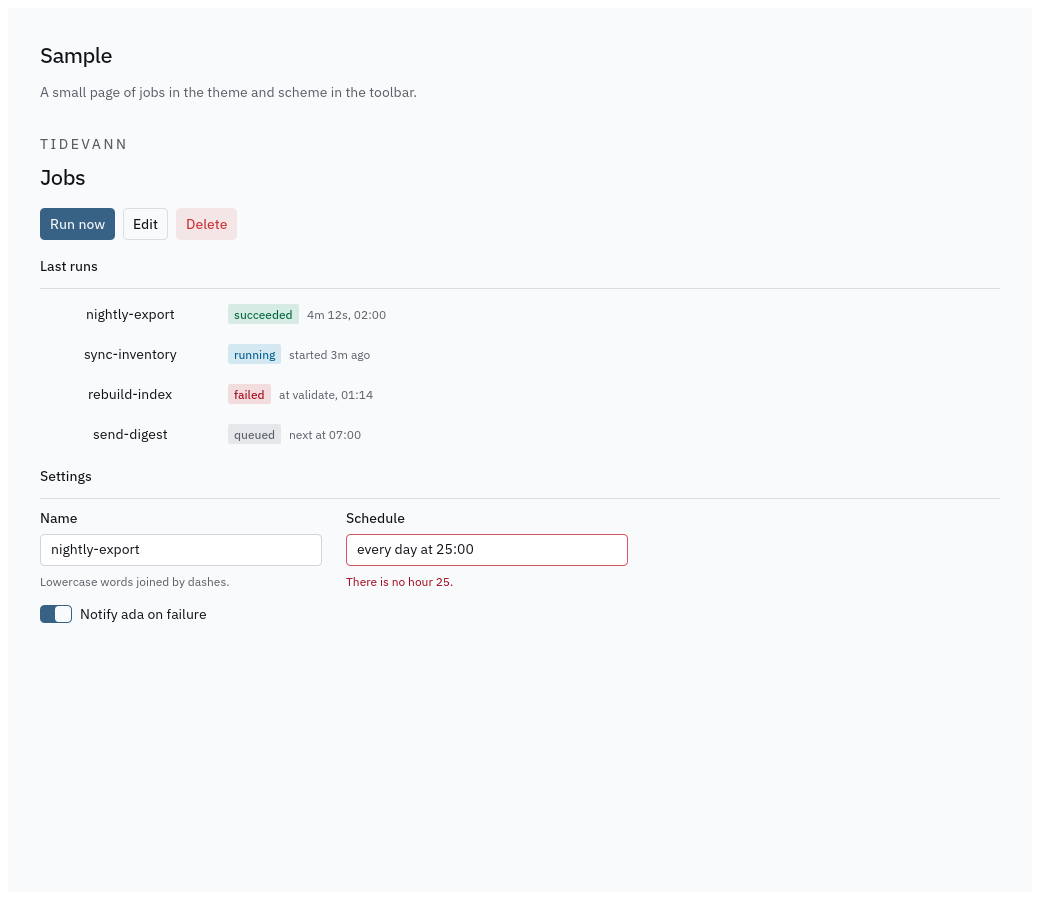 Sample
A small page of jobs in the theme and scheme in the toolbar.
TIDEVANN
Jobs
Run now Edit Delete
Last runs
nightly-export succeeded 4m 12s, 02:00
sync-inventory running started 3m ago
rebuild-index failed at validate, 01:14
send-digest queued next at 07:00
Settings
Name Schedule
nightly-export every day at 25:00
Lowercase words joined by dashes. There is no hour 25.
Notify ada on failure